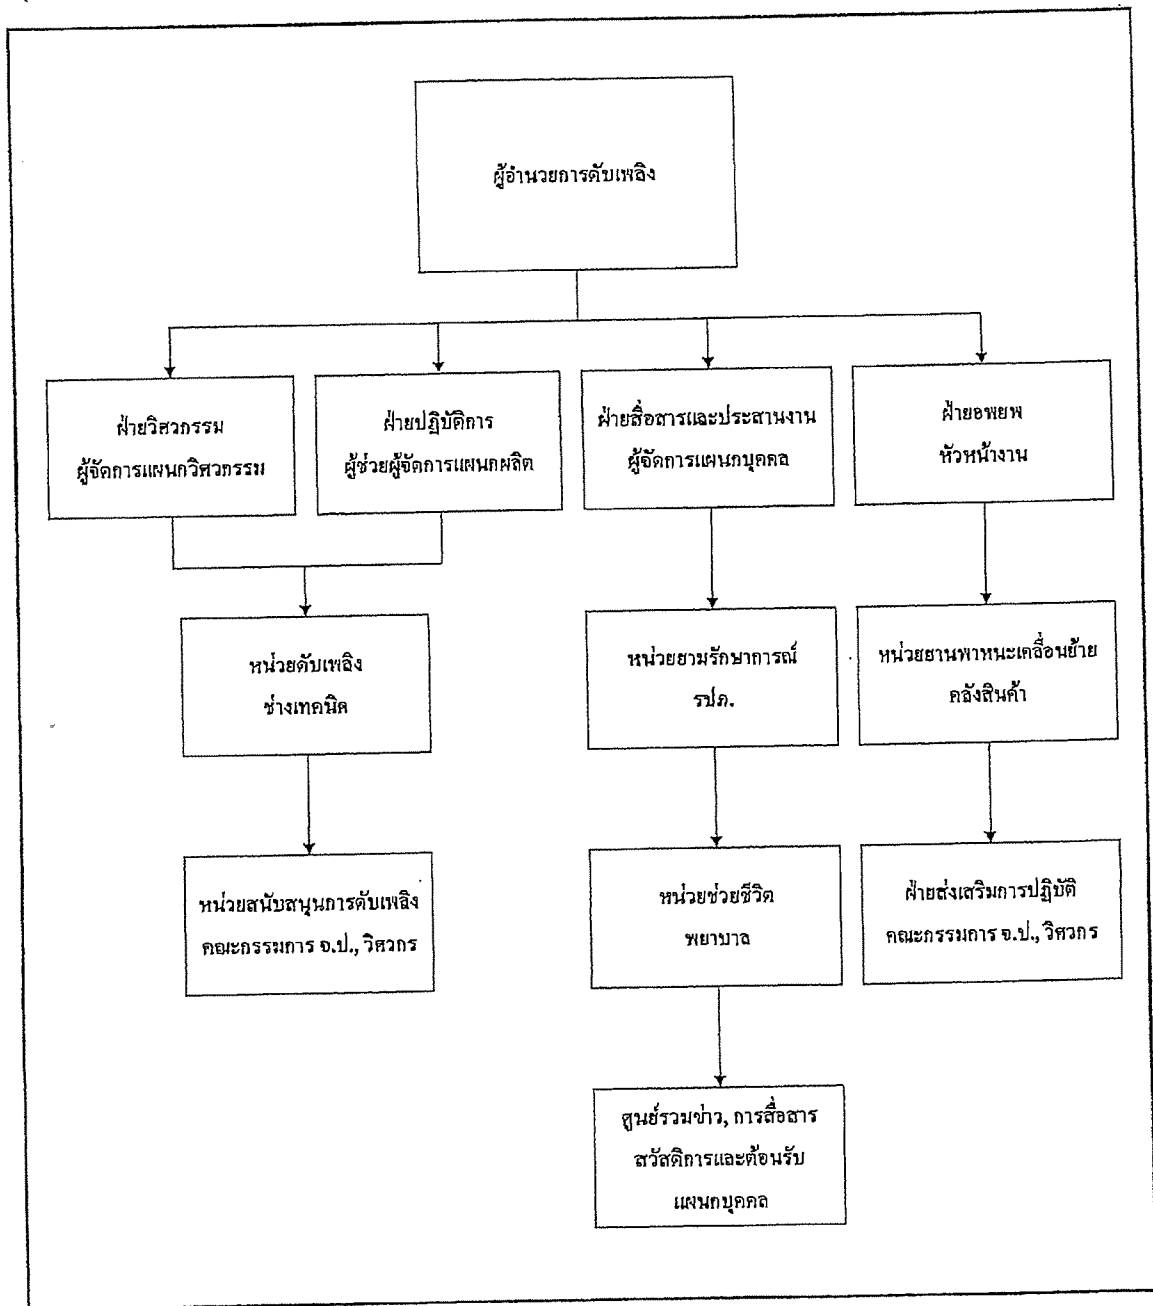 ผู้อำนวยการดับเพลิง
ฝ่ายวิศวกรรม
ผู้จัดการแผนกวิศวกรรม
ฝ่ายปฏิบัติการ
ผู้ช่วยผู้จัดการแผนกผลิต
ฝ่ายสื่อสารและประสานงาน
ผู้จัดการแผนกบุคคล
ฝ่ายอพยพ
หัวหน้างาน
หน่วยดับเพลิง
ช่างเทคนิค
หน่วยยามรักษาการณ์
รปภ.
หน่วยยานพาหนะเคลื่อนย้าย
คลังสินค้า
หน่วยสนับสนุนการดับเพลิง
คณะกรรมการ จ.ป., วิศวกร
หน่วยช่วยชีวิต
พยาบาล
ฝ่ายส่งเสริมการปฏิบัติ
คณะกรรมการ จ.ป., วิศวกร
ศูนย์รวมข่าว, การสื่อสาร
สวัสดิการและต้อนรับ
แผนกบุคคล